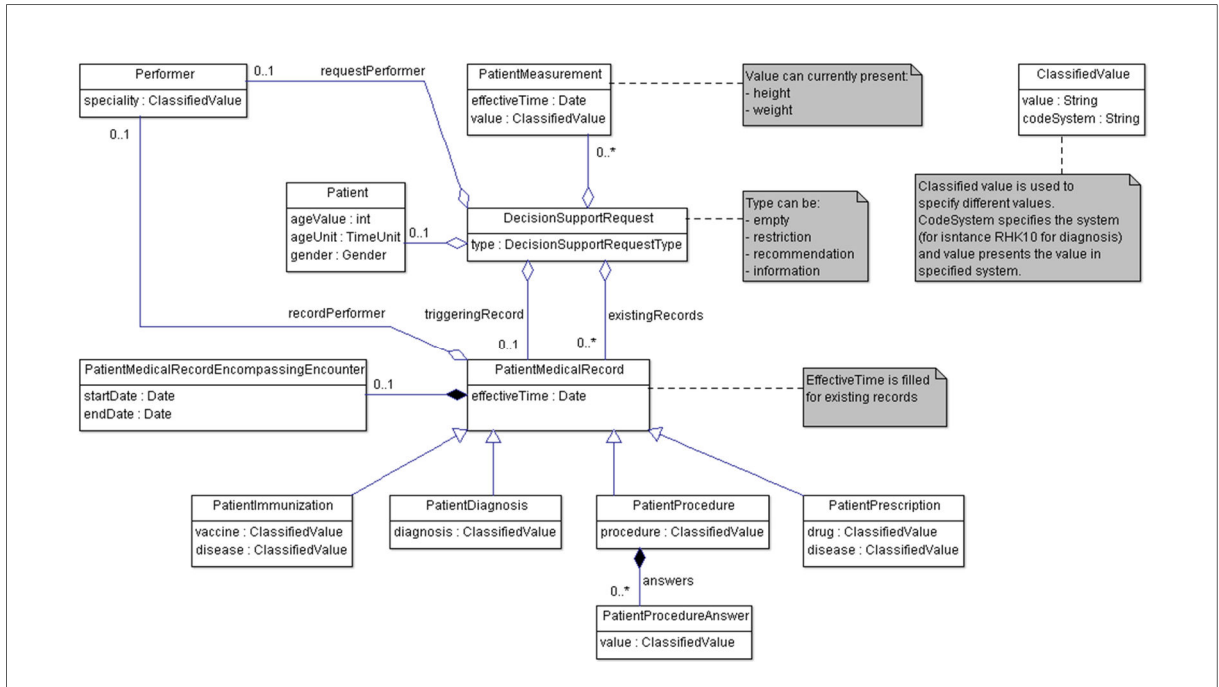 Performer
speciality : ClassifiedValue
0..1
requestPerformer
0..1
PatientMeasurement
effectiveTime : Date
value : ClassifiedValue
0..*
Value can currently present:
- height
- weight
ClassifiedValue
value : String
codeSystem : String
Classified value is used to
specify different values.
CodeSystem specifies the system
(for isntance RHK10 for diagnosis)
and value presents the value in
specified system.
Patient
ageValue : int
ageUnit : TimeUnit
gender : Gender
0..1
DecisionSupportRequest
type : DecisionSupportRequestType
Type can be:
- empty
- restriction
- recommendation
- information
recordPerformer
triggeringRecord
0..1
existingRecords
0..*
PatientMedicalRecordEncompassingEncounter
startDate : Date
endDate : Date
0..1
PatientMedicalRecord
effectiveTime : Date
EffectiveTime is filled
for existing records
PatientImmunization
vaccine : ClassifiedValue
disease : ClassifiedValue
PatientDiagnosis
diagnosis : ClassifiedValue
PatientProcedure
procedure : ClassifiedValue
PatientPrescription
drug : ClassifiedValue
disease : ClassifiedValue
answers
0..*
PatientProcedureAnswer
value : ClassifiedValue